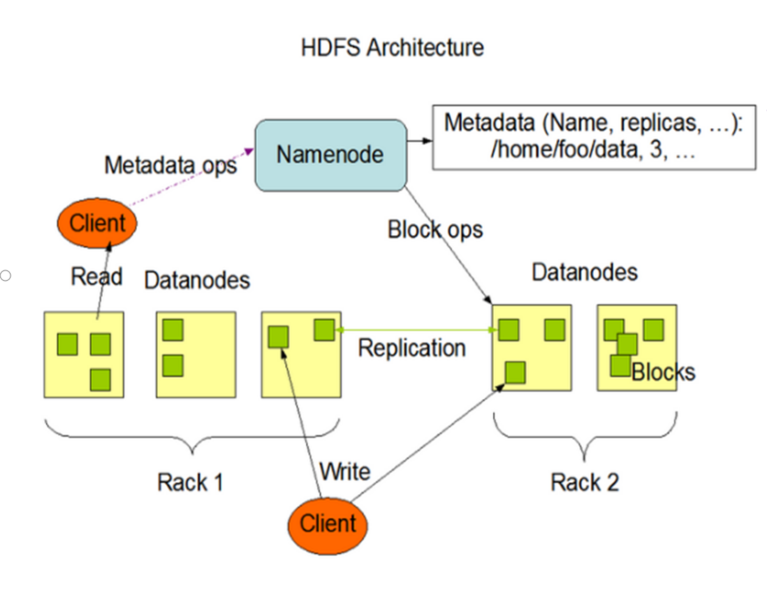 HDFS Architecture
Metadata (Name, replicas, ...):
/home/foo/data, 3, ...
Namenode
Metadata ops
Client
Block ops
Read
Datanodes
Datanodes
Replication
Blocks
Rack 1
Write
Rack 2
Client